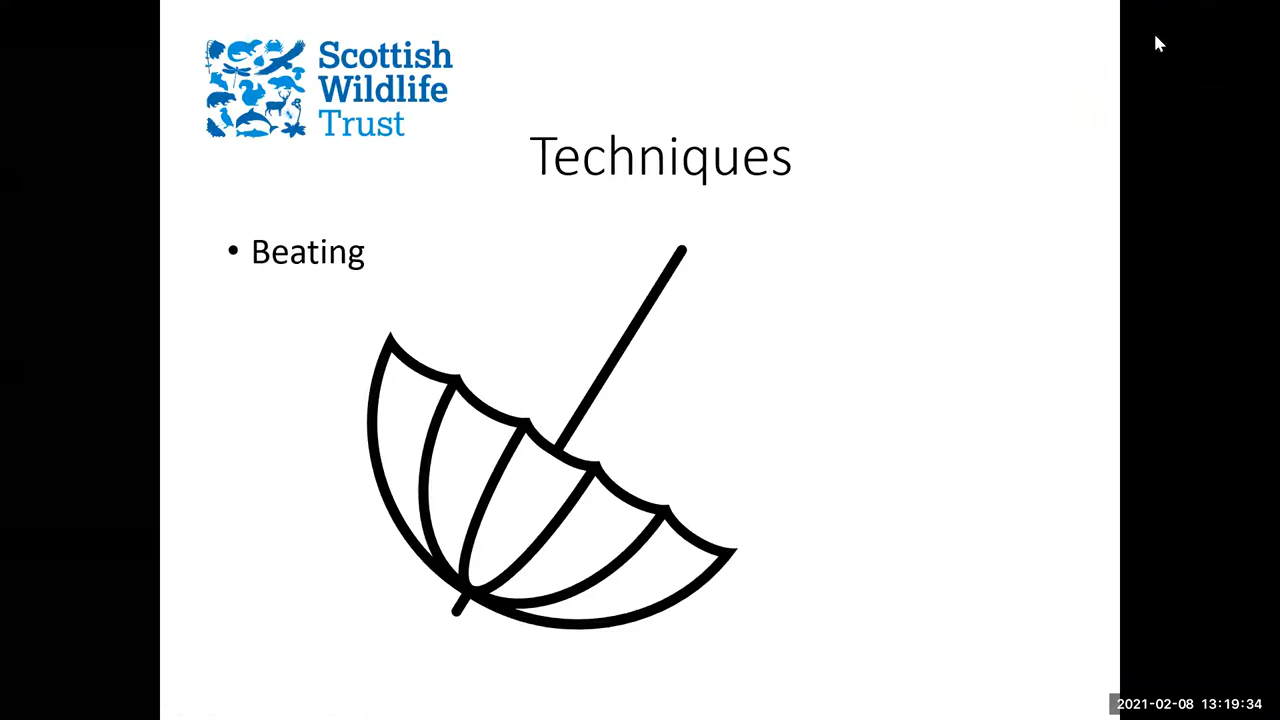 Scottish
Wildlife
Trust
Techniques
• Beating
2021-02-08 13:19:34